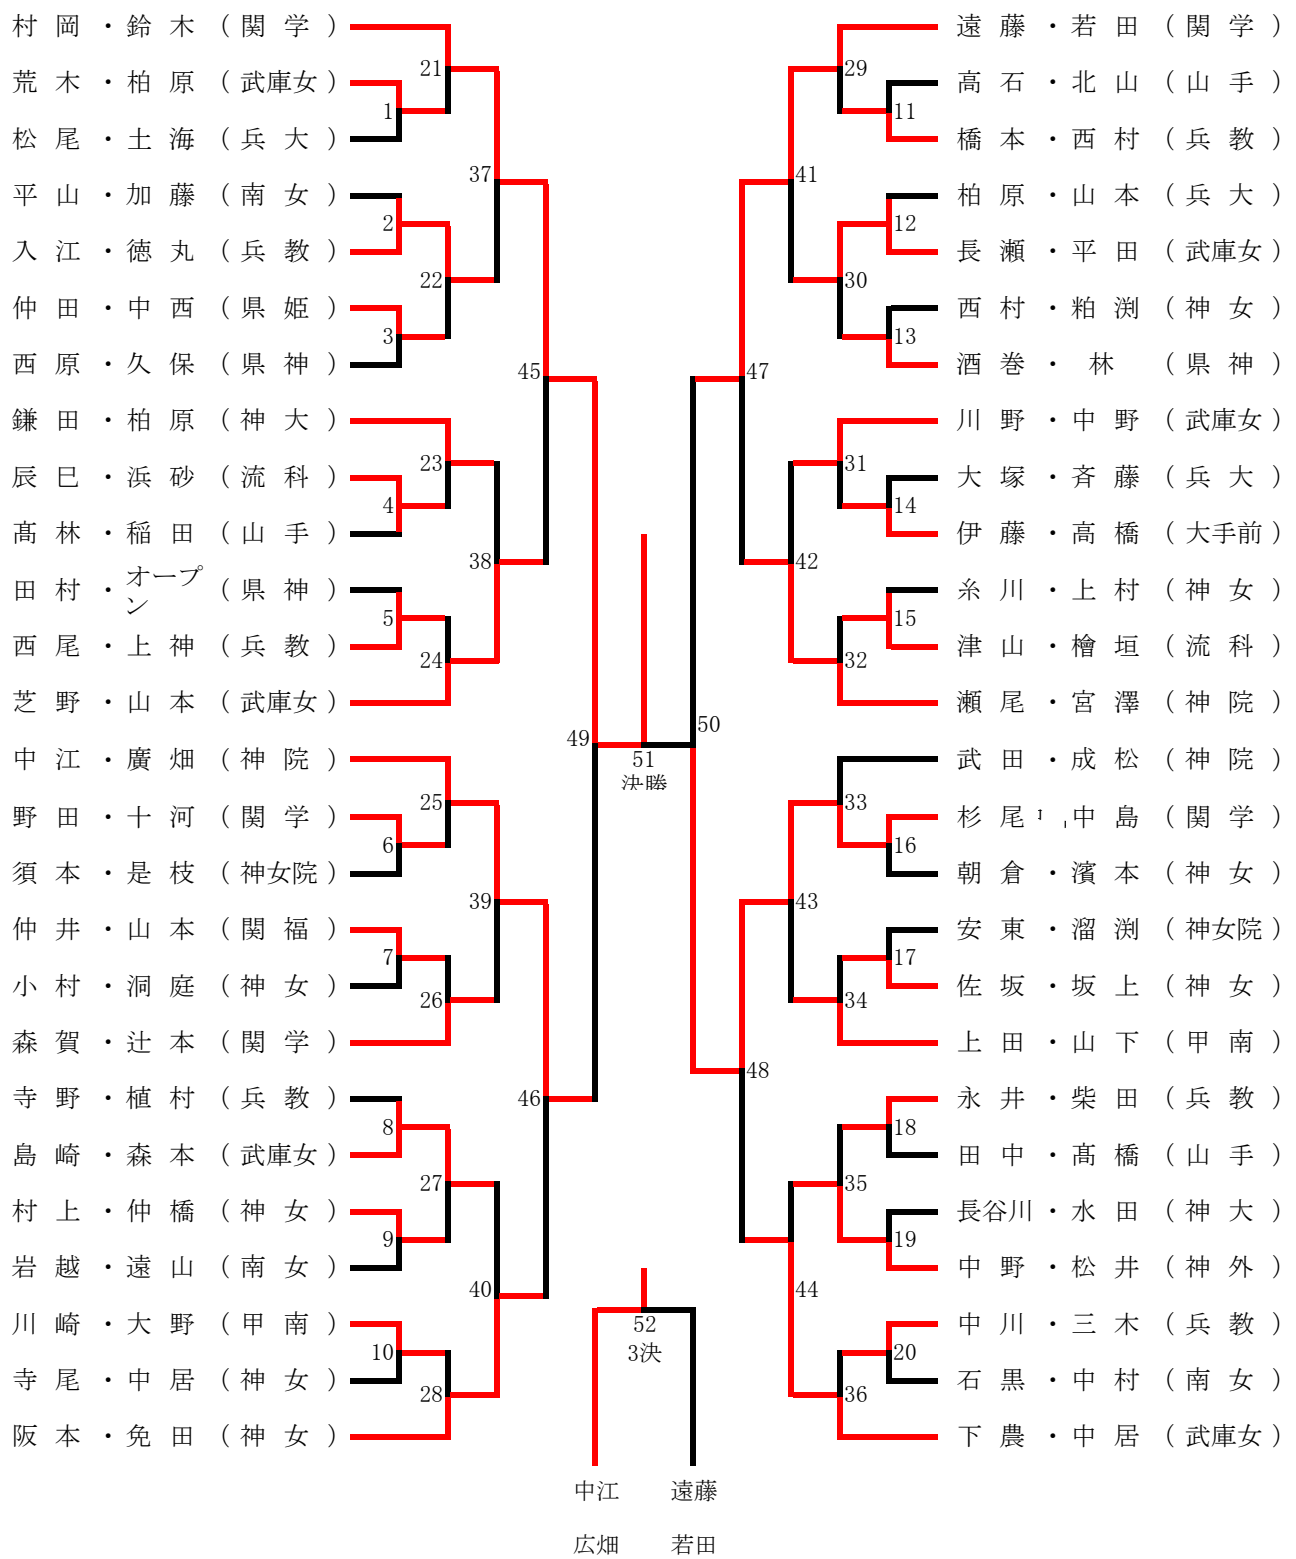 村岡・鈴木（関学）
荒木・柏原（武庫女）
松尾・土海（兵大）
平山・加藤（南女）
入江・徳丸（兵教）
仲田・中西（県姫）
西原・久保（県神）
鎌田・柏原（神大）
辰巳・浜砂（流科）
髙林・稲田（山手）
田村・オープン（県神）
西尾・上神（兵教）
芝野・山本（武庫女）
中江・廣畑（神院）
野田・十河（関学）
須本・是枝（神女院）
仲井・山本（関福）
小村・洞庭（神女）
森賀・辻本（関学）
寺野・植村（兵教）
島崎・森本（武庫女）
村上・仲橋（神女）
岩越・遠山（南女）
川崎・大野（甲南）
寺尾・中居（神女）
阪本・免田（神女）
1
2
3
4
5
6
7
8
9
10
21
22
23
24
25
26
27
28
37
38
39
40
45
46
49
51
決勝
52
3決
中江 遠藤
広畑 若田
50
47
48
41
42
43
44
29
30
31
32
33
34
35
36
11
12
13
14
15
16
17
18
19
20
遠藤・若田（関学）
高石・北山（山手）
橋本・西村（兵教）
柏原・山本（兵大）
長瀬・平田（武庫女）
西村・粕渕（神女）
酒巻・林（県神）
川野・中野（武庫女）
大塚・斉藤（兵大）
伊藤・高橋（大手前）
糸川・上村（神女）
津山・檜垣（流科）
瀬尾・宮澤（神院）
武田・成松（神院）
杉尾 中島（関学）
朝倉・濱本（神女）
安東・溜渕（神女院）
佐坂・坂上（神女）
上田・山下（甲南）
永井・柴田（兵教）
田中・髙橋（山手）
長谷川・水田（神大）
中野・松井（神外）
中川・三木（兵教）
石黒・中村（南女）
下農・中居（武庫女）